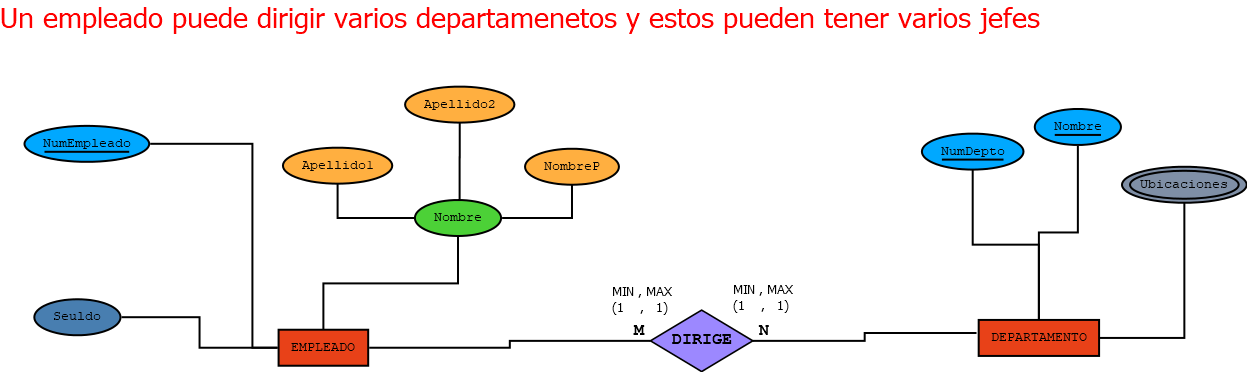 Un empleado puede dirigir varios departamenetos y estos pueden tener varios jefes
Apellido2
NumEmpleado
Nombre
NumDepto
Apellido1
NombreP
Ubicaciones
Nombre
MIN , MAX
(1 , 1)
MIN , MAX
(1 , 1)
Seuldo
M
N
DIRIGE
EMPLEADO
DEPARTAMENTO